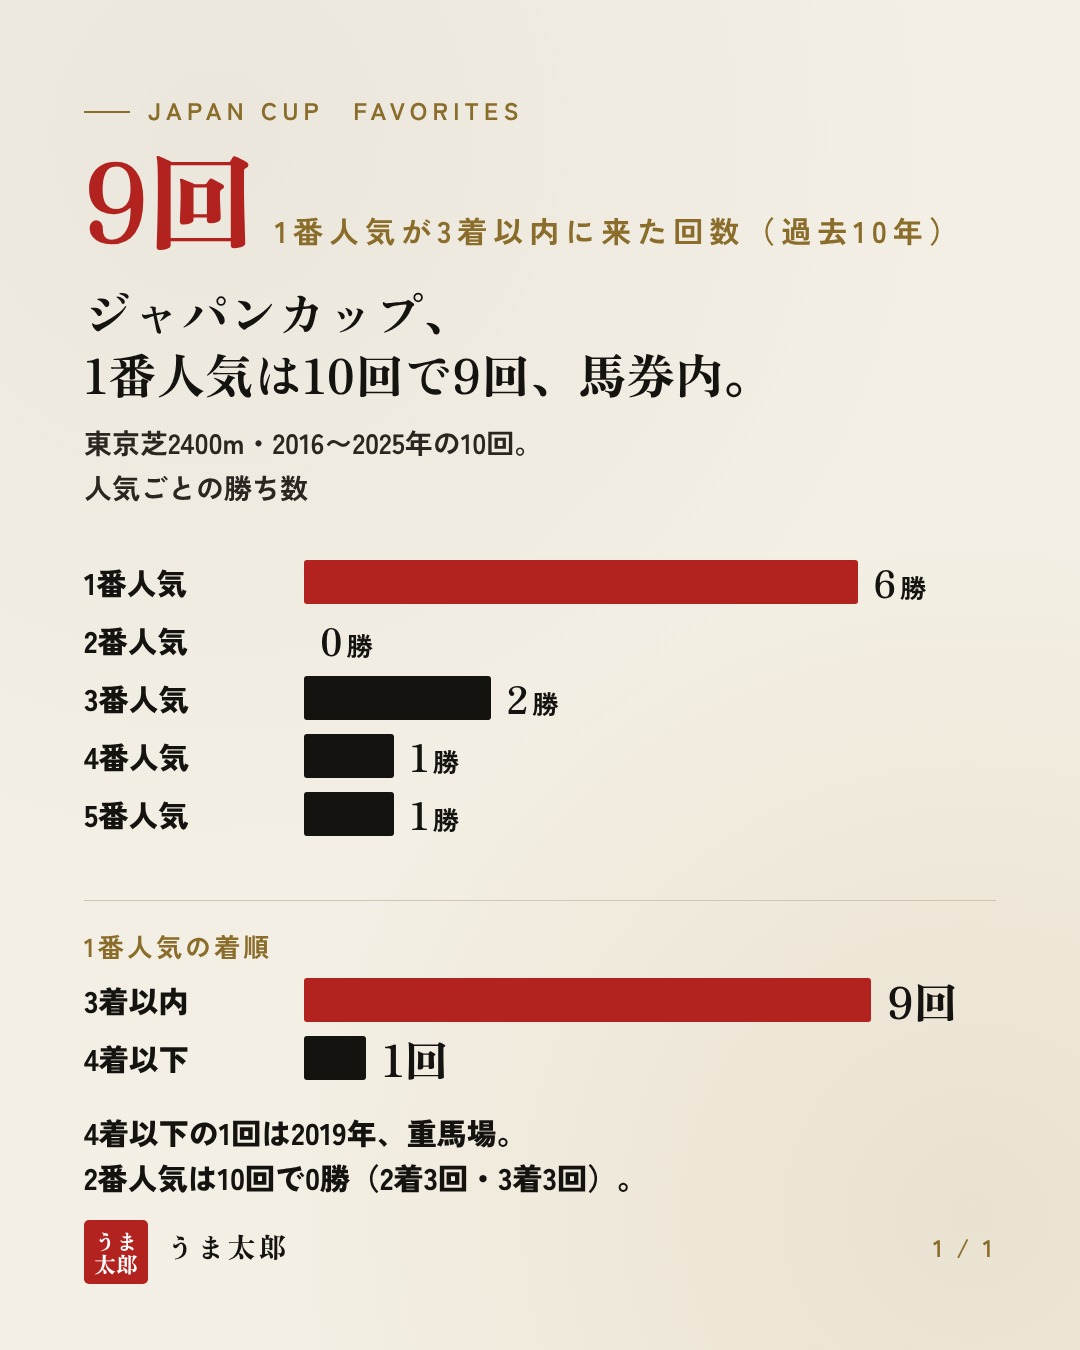 JAPAN CUP FAVORITES
9回 1番人気が3着以内に来た回数（過去10年）
ジャパンカップ、
1番人気は10回で9回、馬券内。
東京芝2400m・2016〜2025年の10回。
人気ごとの勝ち数
1番人気 6勝
2番人気 0勝
3番人気 2勝
4番人気 1勝
5番人気 1勝
1番人気の着順
3着以内 9回
4着以下 1回
4着以下の1回は2019年、重馬場。
2番人気は10回で0勝（2着3回・3着3回）。
うま
太郎
うま太郎
1 / 1